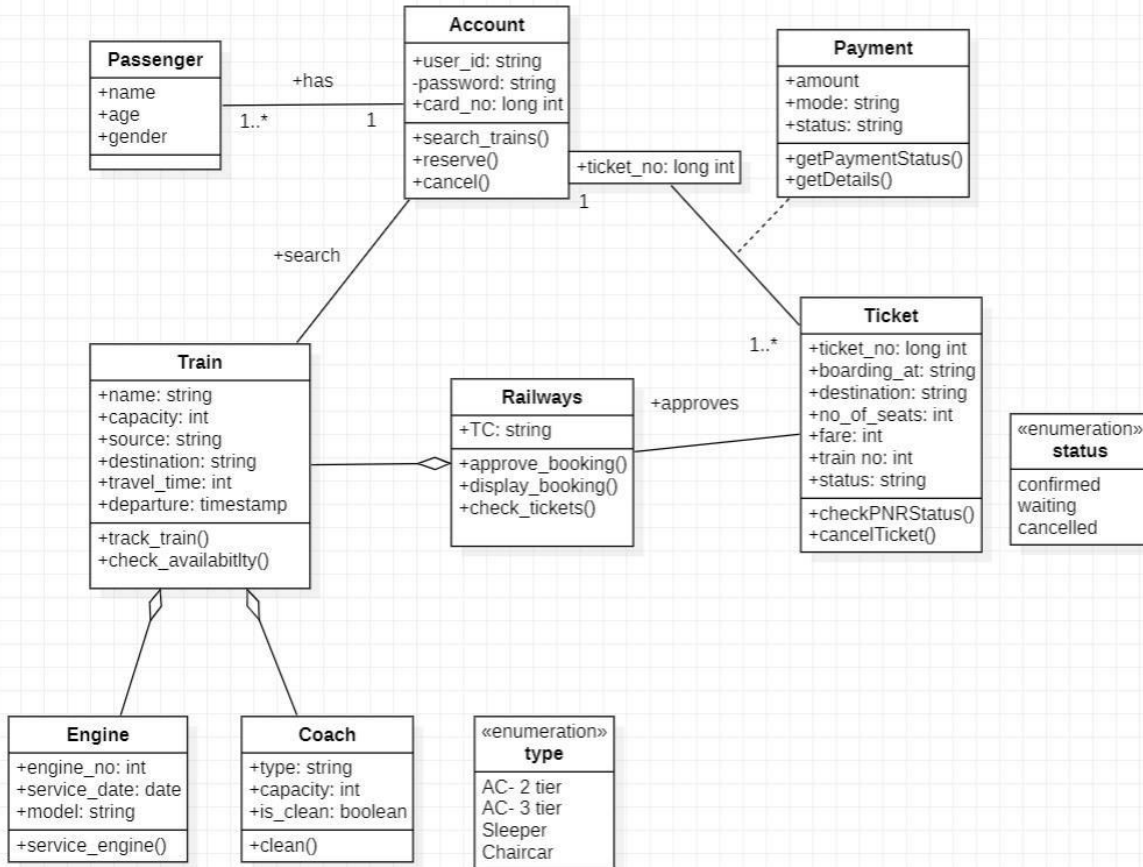 Passenger
+name
+age
+gender
+has
1..*
1
Account
+user_id: string
-password: string
+card_no: long int
+search_trains()
+reserve()
+cancel()
+ticket_no: long int
1
Payment
+amount
+mode: string
+status: string
+getPaymentStatus()
+getDetails()
+search
1..*
Ticket
+ticket_no: long int
+boarding_at: string
+destination: string
+no_of_seats: int
+fare: int
+train no: int
+status: string
+checkPNRStatus()
+cancelTicket()
Train
+name: string
+capacity: int
+source: string
+destination: string
+travel_time: int
+departure: timestamp
+track_train()
+check_availabitlty()
Railways
+TC: string
+approve_booking()
+display_booking()
+check_tickets()
+approves
«enumeration»
status
confirmed
waiting
cancelled
Engine
+engine_no: int
+service_date: date
+model: string
+service_engine()
Coach
+type: string
+capacity: int
+is_clean: boolean
+clean()
«enumeration»
type
AC- 2 tier
AC- 3 tier
Sleeper
Chaircar